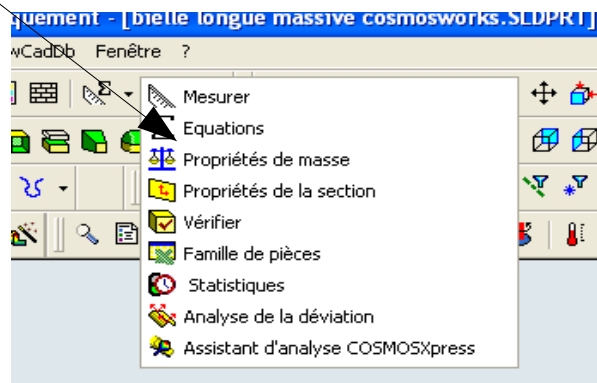 quement - [bielle longue massive cosmosworks.SLDPRT]
wCadDb Fenêtre ?
Mesurer
Equations
Propriétés de masse
Propriétés de la section
Vérifier
Famille de pièces
Statistiques
Analyse de la déviation
Assistant d'analyse COSMOSXpress